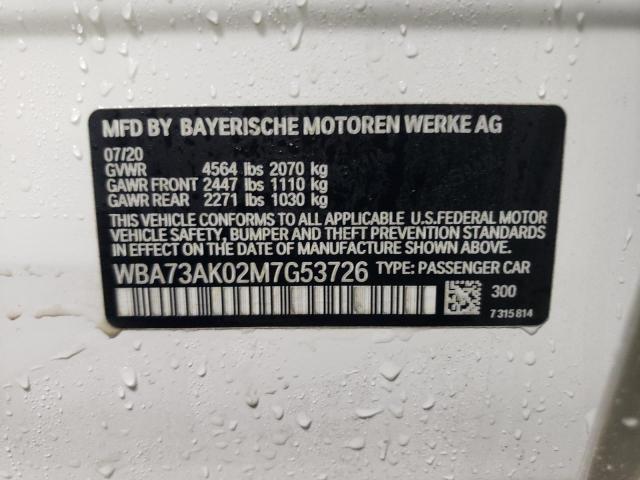 MFD BY BAYERISCHE MOTOREN WERKE AG
07/20
GVWR 4564 lbs 2070 kg
GAWR FRONT 2447 lbs 1110 kg
GAWR REAR 2271 lbs 1030 kg
THIS VEHICLE CONFORMS TO ALL APPLICABLE U.S.FEDERAL MOTOR
VEHICLE SAFETY, BUMPER AND THEFT PREVENTION STANDARDS
IN EFFECT ON THE DATE OF MANUFACTURE SHOWN ABOVE.
WBA73AK02M7G53726 TYPE: PASSENGER CAR
300
7 315 814